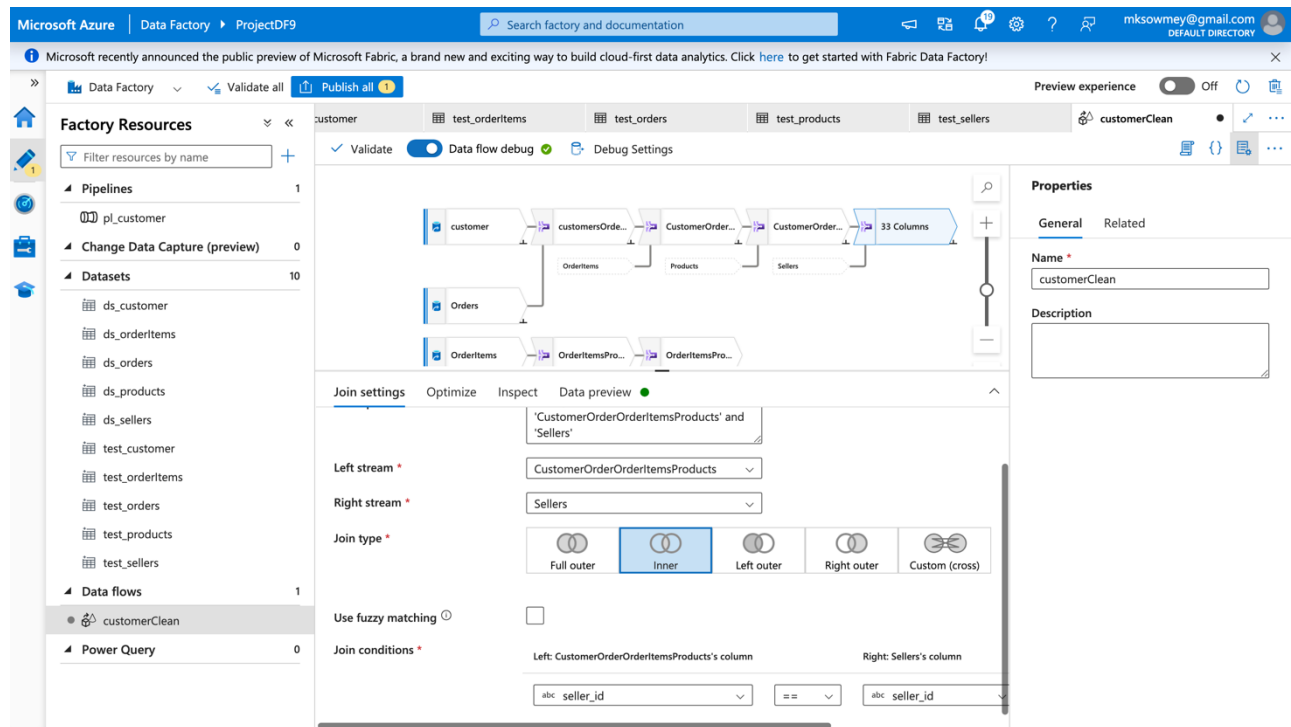 Microsoft Azure Data Factory ▸ ProjectDF9 Search factory and documentation 19 mksowmey@gmail.com
DEFAULT DIRECTORY
Microsoft recently announced the public preview of Microsoft Fabric, a brand new and exciting way to build cloud-first data analytics. Click here to get started with Fabric Data Factory!
Data Factory Validate all Publish all 1 Preview experience Off
Factory Resources
customer test_orderItems test_orders test_products test_sellers customerClean
Filter resources by name
Validate Data flow debug Debug Settings
1
Pipelines 1
pl_customer
Change Data Capture (preview) 0
Datasets 10
ds_customer
ds_orderItems
ds_orders
ds_products
ds_sellers
test_customer
test_orderItems
test_orders
test_products
test_sellers
Data flows 1
customerClean
Power Query 0
customer customersOrde... CustomerOrder... CustomerOrder... 33 Columns
OrderItems Products Sellers
Orders
OrderItems OrderItemsPro... OrderItemsPro...
Join settings Optimize Inspect Data preview
'CustomerOrderOrderItemsProducts' and
'Sellers'
Left stream * CustomerOrderOrderItemsProducts
Right stream * Sellers
Join type *
Full outer Inner Left outer Right outer Custom (cross)
Use fuzzy matching
Join conditions * Left: CustomerOrderOrderItemsProducts's column Right: Sellers's column
abc seller_id == abc seller_id
Properties
General Related
Name *
customerClean
Description